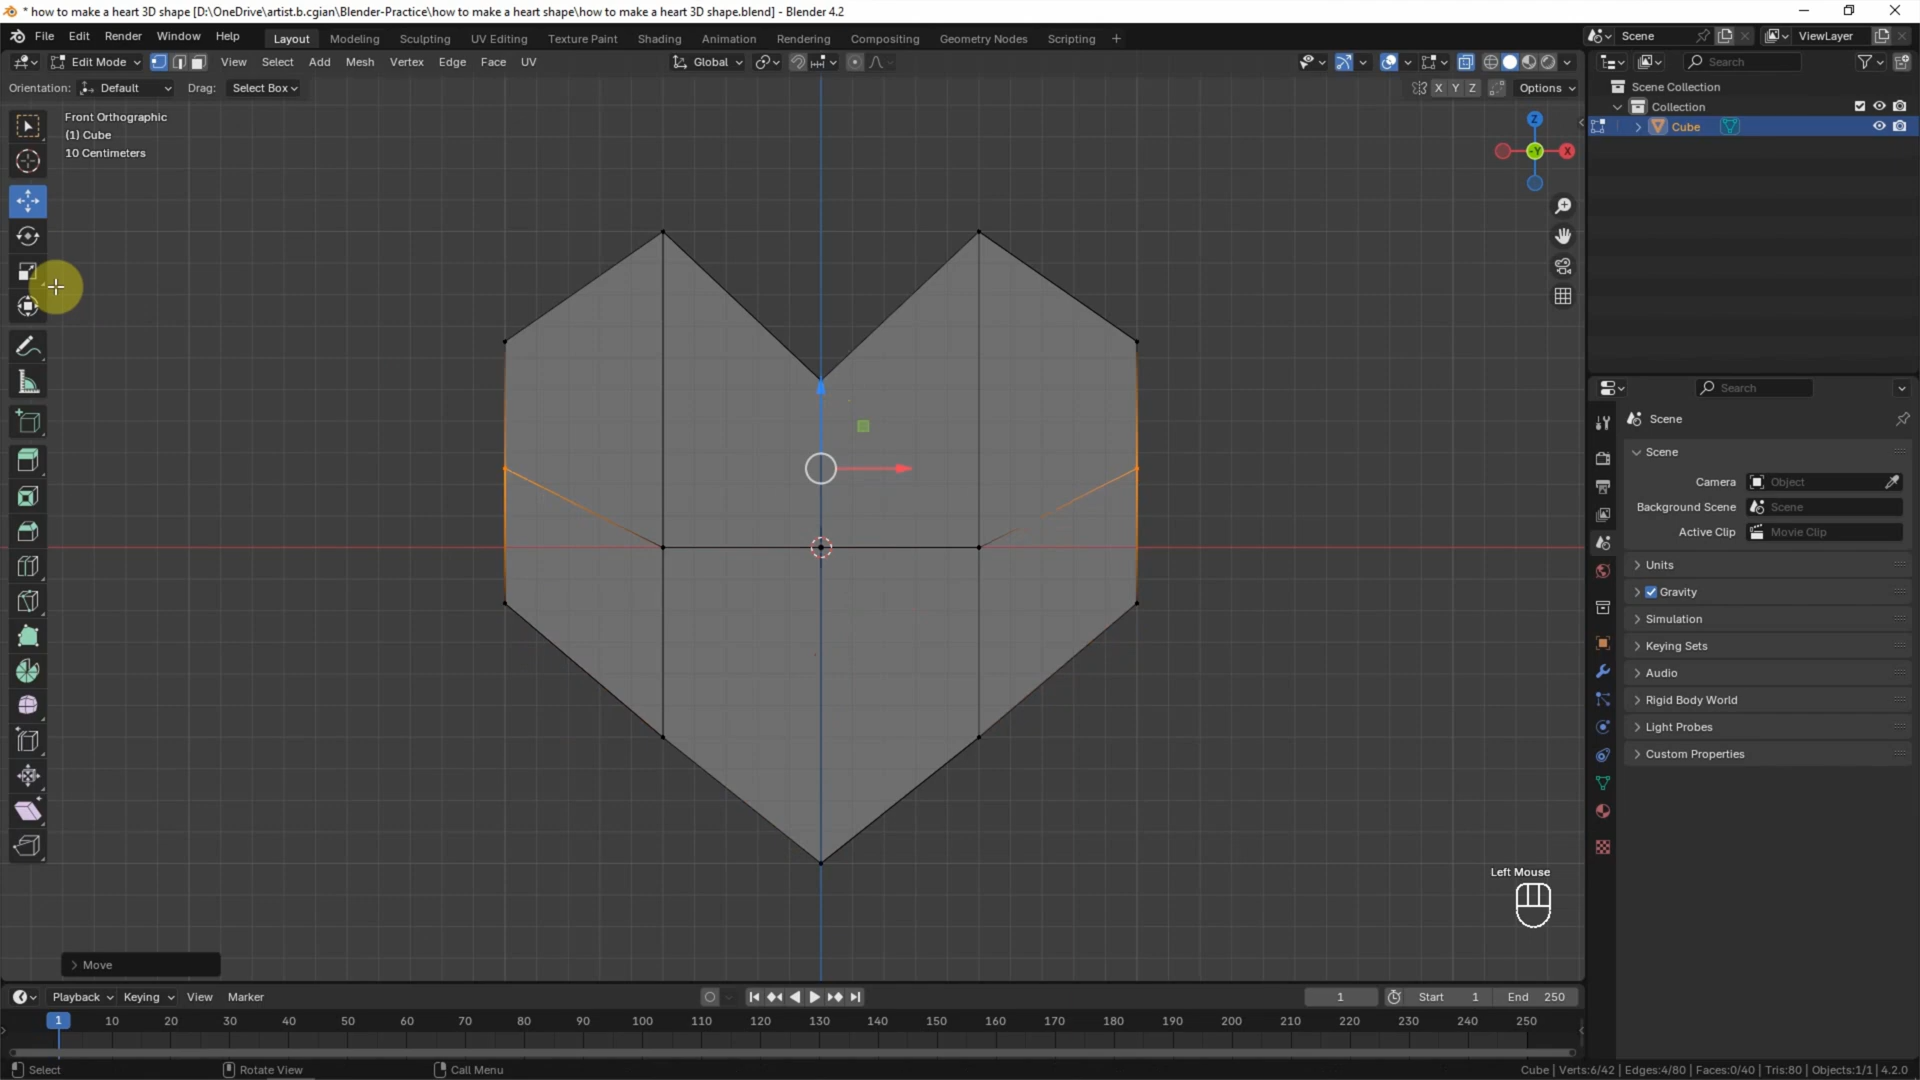 * how to make a heart 3D shape [D:\OneDrive\artist.b.cgian\Blender-Practice\how to make a heart shape\how to make a heart 3D shape.blend] - Blender 4.2
File Edit Render Window Help
Layout Modeling Sculpting UV Editing Texture Paint Shading Animation Rendering Compositing Geometry Nodes Scripting +
Scene ViewLayer
Edit Mode View Select Add Mesh Vertex Edge Face UV
Global
Search
Orientation: Default Drag: Select Box
X Y Z Options
Scene Collection
Collection
Cube
Front Orthographic
(1) Cube
10 Centimeters
Z
-Y
X
Search
Scene
Scene
Camera Object
Background Scene Scene
Active Clip Movie Clip
Units
Gravity
Simulation
Keying Sets
Audio
Rigid Body World
Light Probes
Custom Properties
Left Mouse
Move
Playback Keying View Marker
1 Start 1 End 250
1 10 20 30 40 50 60 70 80 90 100 110 120 130 140 150 160 170 180 190 200 210 220 230 240 250
Select Rotate View Call Menu
Cube | Verts:6/42 | Edges:4/80 | Faces:0/40 | Tris:80 | Objects:1/1 | 4.2.0